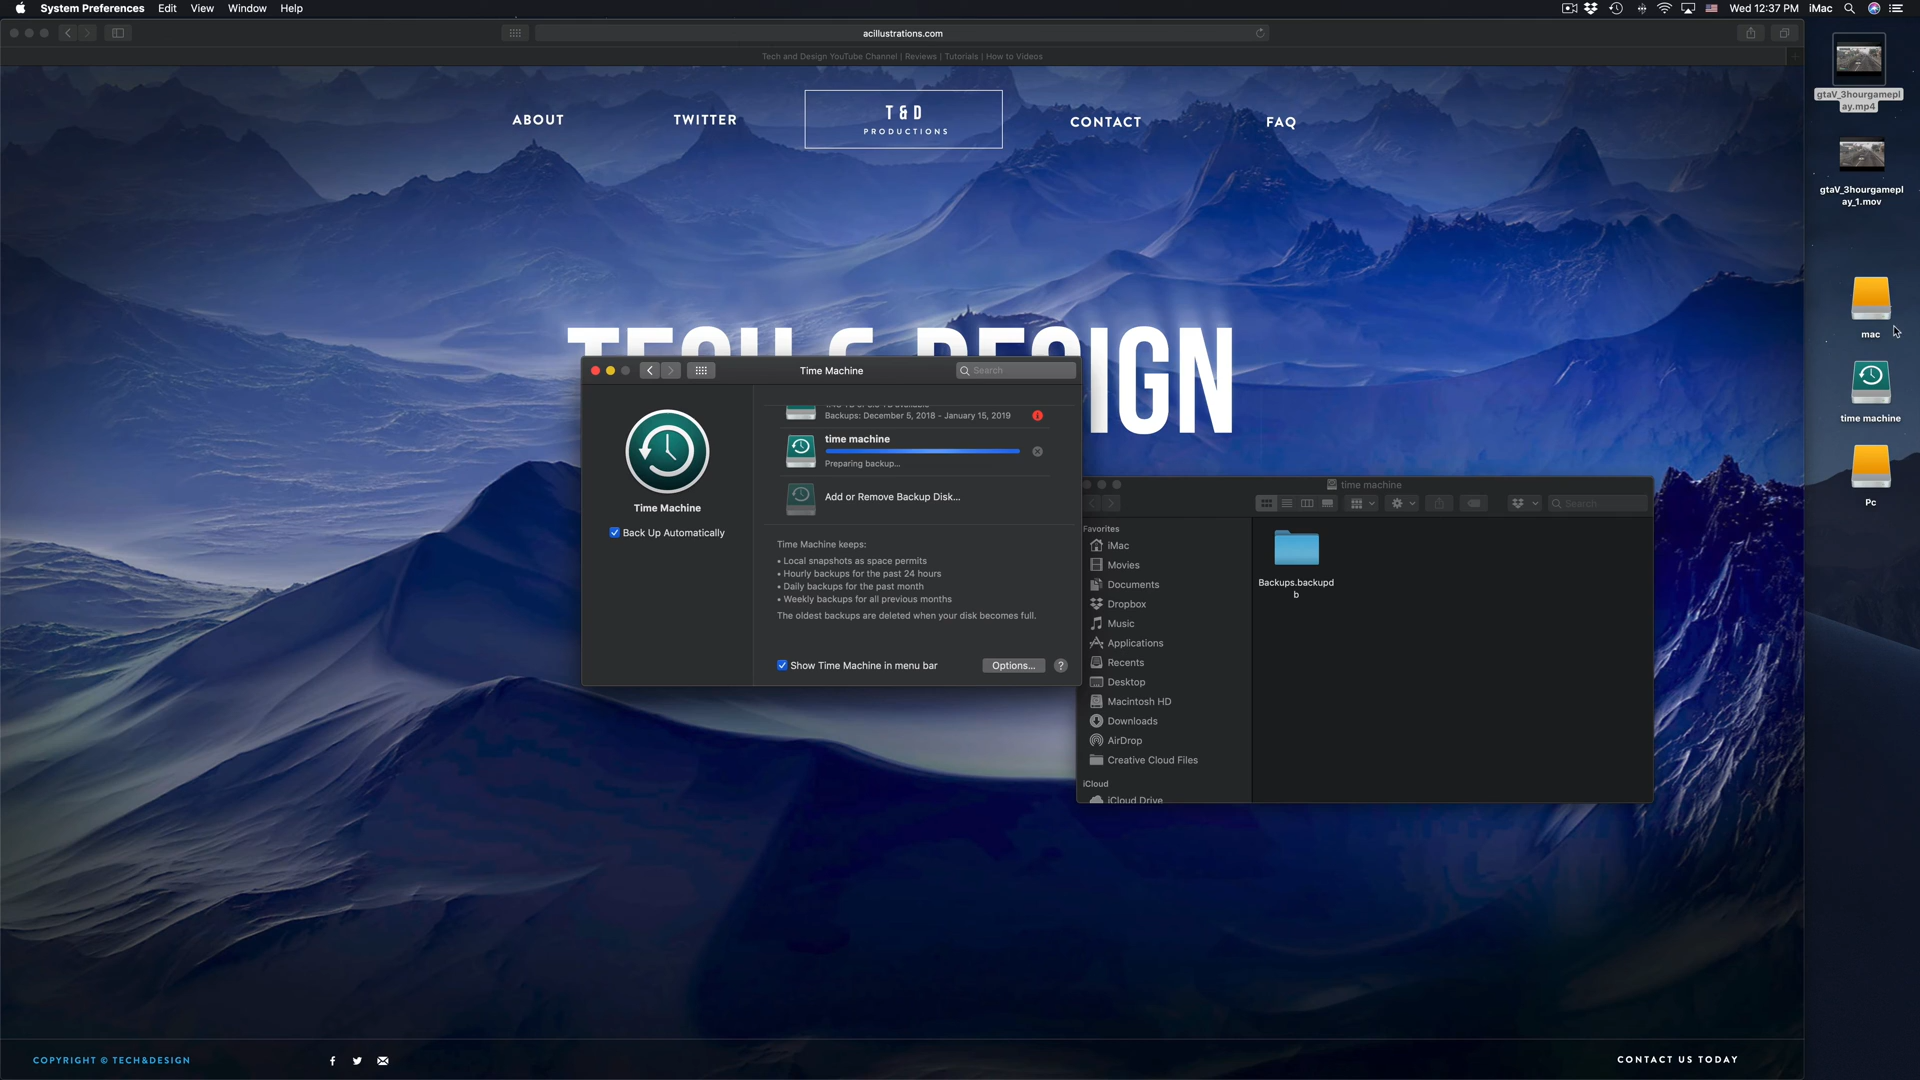 System Preferences Edit View Window Help
Wed 12:37 PM iMac
acillustrations.com
Tech and Design YouTube Channel | Reviews | Tutorials | How to Videos
ABOUT
TWITTER
T & D
PRODUCTIONS
CONTACT
FAQ
TECH & DESIGN
gtaV_3hourgamepl
ay.mp4
gtaV_3hourgamepl
ay_1.mov
mac
time machine
Pc
Time Machine
Search
Time Machine
Back Up Automatically
Backups: December 5, 2018 - January 15, 2019
time machine
Preparing backup...
Add or Remove Backup Disk...
Time Machine keeps:
• Local snapshots as space permits
• Hourly backups for the past 24 hours
• Daily backups for the past month
• Weekly backups for all previous months
The oldest backups are deleted when your disk becomes full.
Show Time Machine in menu bar
Options...
?
time machine
Search
Favorites
iMac
Movies
Documents
Dropbox
Music
Applications
Recents
Desktop
Macintosh HD
Downloads
AirDrop
Creative Cloud Files
iCloud
iCloud Drive
Backups.backupd
b
COPYRIGHT © TECH&DESIGN
CONTACT US TODAY